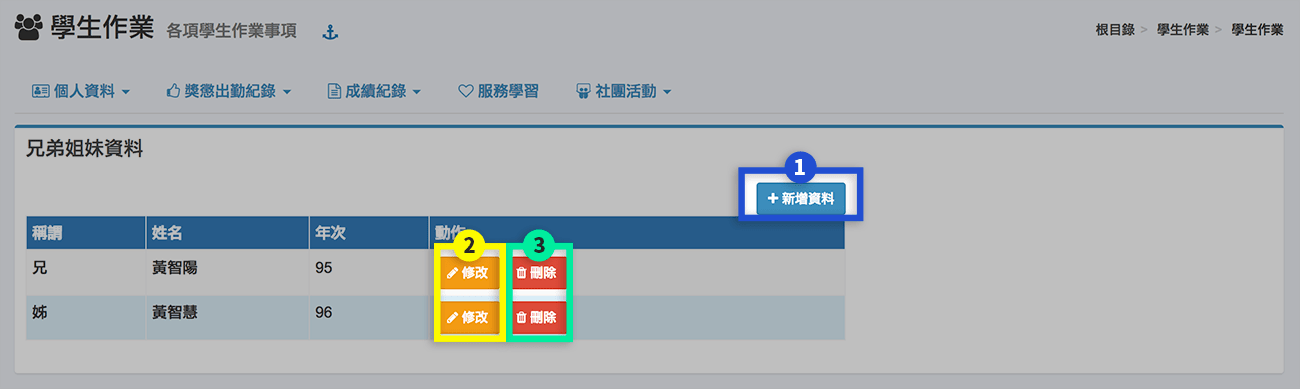 學生作業 各項學生作業事項
根目錄 > 學生作業 > 學生作業
個人資料 獎懲出勤紀錄 成績紀錄 服務學習 社團活動
兄弟姐妹資料
1
+ 新增資料
稱謂 姓名 年次 動作
2 3
兄 黃智陽 95 修改 刪除
姊 黃智慧 96 修改 刪除